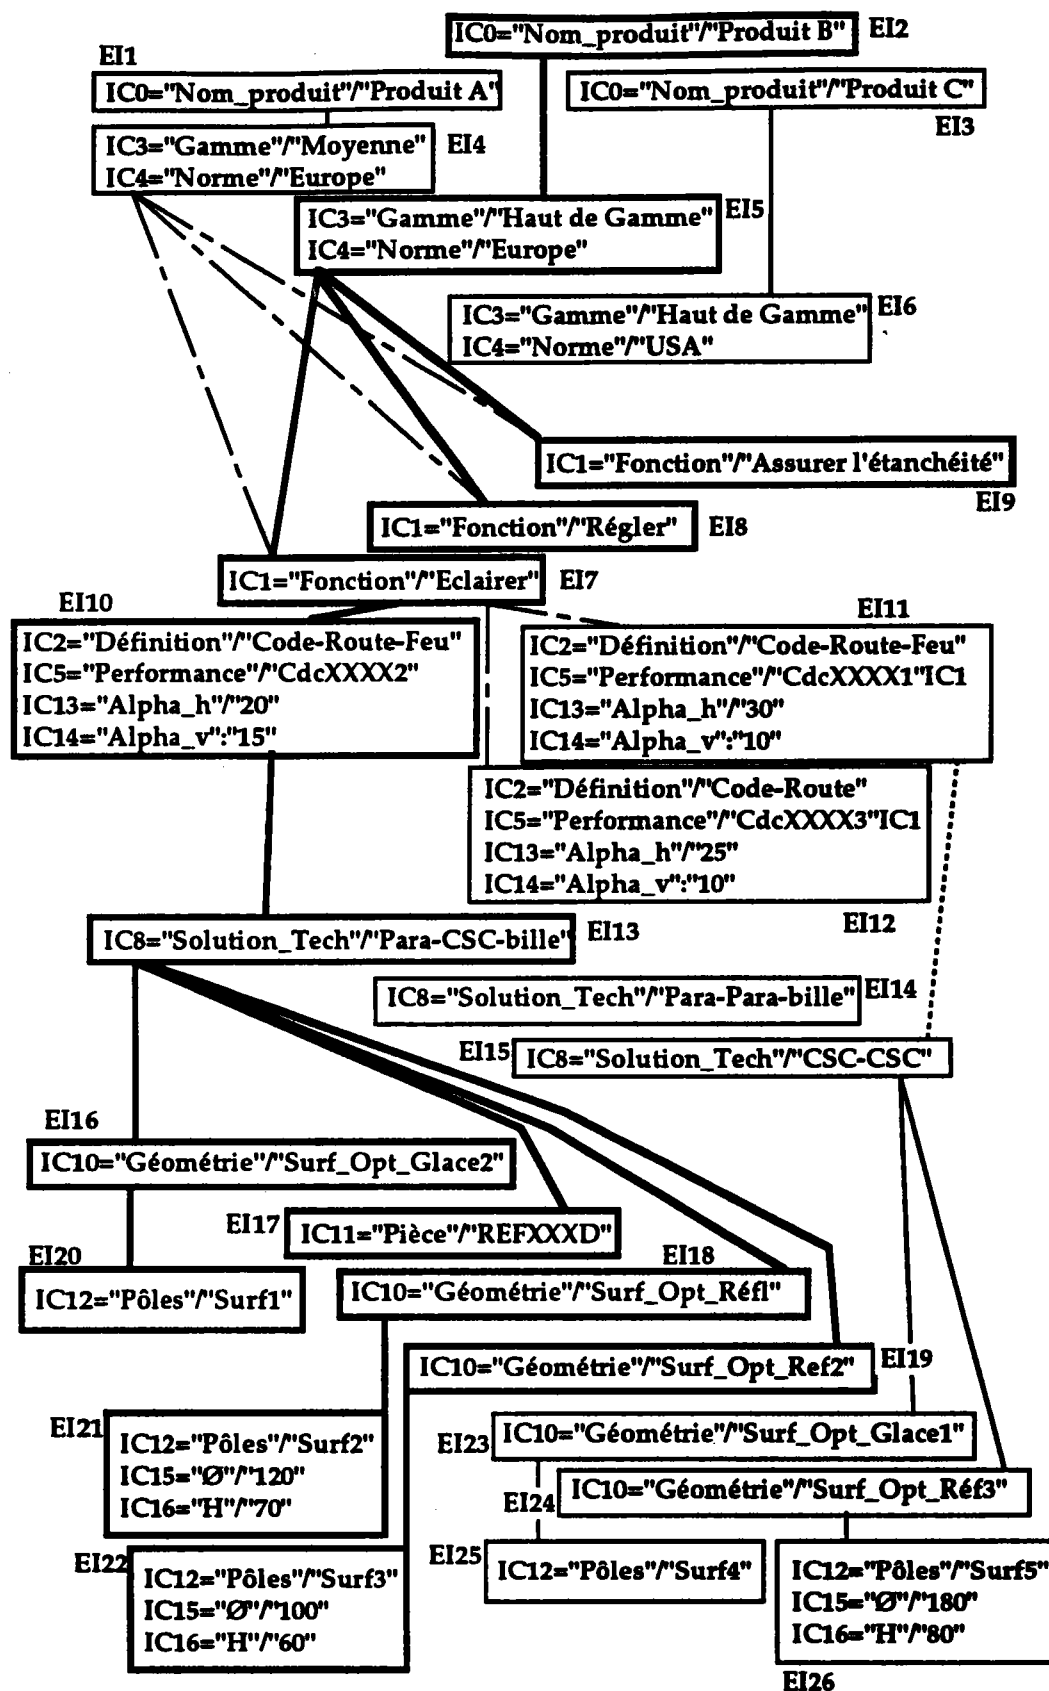 IC0="Nom_produit"/"Produit B" EI2
EI1
IC0="Nom_produit"/"Produit A"
IC0="Nom_produit"/"Produit C"
EI3
IC3="Gamme"/"Moyenne" EI4
IC4="Norme"/"Europe"
IC3="Gamme"/"Haut de Gamme" EI5
IC4="Norme"/"Europe"
IC3="Gamme"/"Haut de Gamme" EI6
IC4="Norme"/"USA"
IC1="Fonction"/"Assurer l'étanchéité"
EI9
IC1="Fonction"/"Régler" EI8
IC1="Fonction"/"Eclairer" EI7
EI10
IC2="Définition"/"Code-Route-Feu"
IC5="Performance"/"CdcXXXX2"
IC13="Alpha_h"/"20"
IC14="Alpha_v":"15"
EI11
IC2="Définition"/"Code-Route-Feu"
IC5="Performance"/"CdcXXXX1"IC1
IC13="Alpha_h"/"30"
IC14="Alpha_v":"10"
IC2="Définition"/"Code-Route"
IC5="Performance"/"CdcXXXX3"IC1
IC13="Alpha_h"/"25"
IC14="Alpha_v":"10"
EI12
IC8="Solution_Tech"/"Para-CSC-bille" EI13
IC8="Solution_Tech"/"Para-Para-bille" EI14
EI15 IC8="Solution_Tech"/"CSC-CSC"
EI16
IC10="Géométrie"/"Surf_Opt_Glace2"
EI17 IC11="Pièce"/"REFXXXD"
EI18
IC10="Géométrie"/"Surf_Opt_Réf1"
EI20
IC12="Pôles"/"Surf1"
IC10="Géométrie"/"Surf_Opt_Ref2" EI19
EI21
IC12="Pôles"/"Surf2"
IC15="Ø"/"120"
IC16="H"/"70"
EI23 IC10="Géométrie"/"Surf_Opt_Glace1"
EI24 IC10="Géométrie"/"Surf_Opt_Réf3"
EI22
IC12="Pôles"/"Surf3"
IC15="Ø"/"100"
IC16="H"/"60"
EI25 IC12="Pôles"/"Surf4"
IC12="Pôles"/"Surf5"
IC15="Ø"/"180"
IC16="H"/"80"
EI26